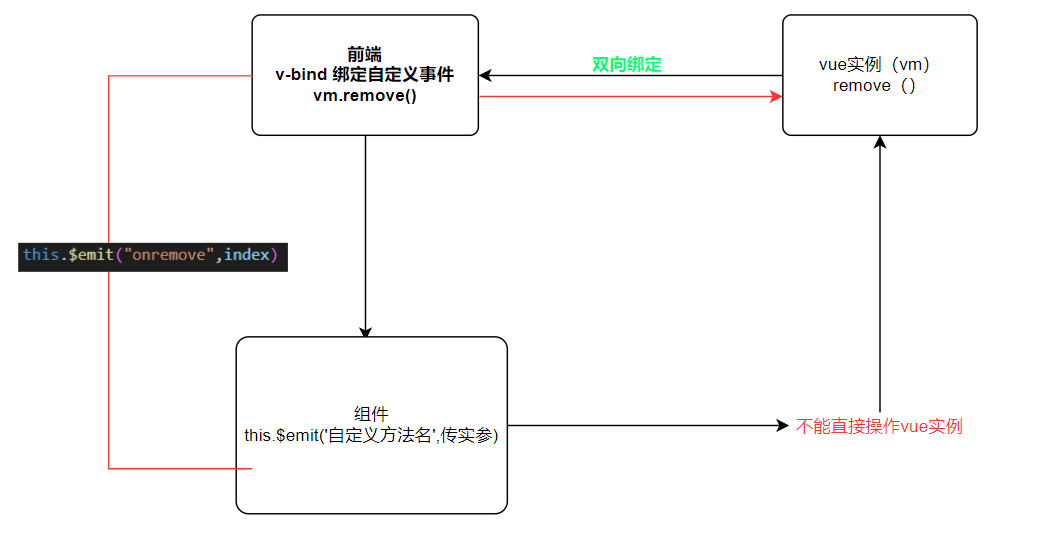 前端
v-bind 绑定自定义事件
vm.remove()
双向绑定
vue实例（vm）
remove（）
this.$emit("onremove",index)
组件
this.$emit('自定义方法名',传实参)
不能直接操作vue实例